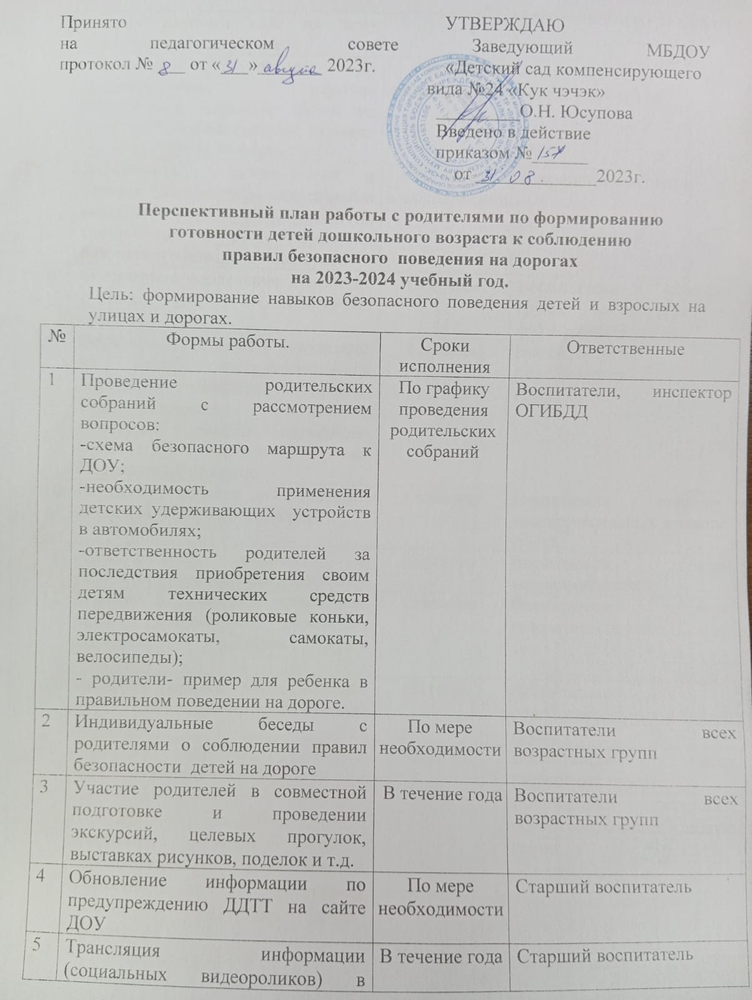 Принято
на педагогическом совете
протокол № 8 от «31» августа 2023г.
УТВЕРЖДАЮ
Заведующий МБДОУ
«Детский сад компенсирующего
вида №24 «Кук чэчэк»
О.Н. Юсупова
Введено в действие
приказом №
от 31 08. 2023г.
Перспективный план работы с родителями по формированию
готовности детей дошкольного возраста к соблюдению
правил безопасного поведения на дорогах
на 2023-2024 учебный год.
Цель: формирование навыков безопасного поведения детей и взрослых на
улицах и дорогах.
№
Формы работы.
Сроки
исполнения
Ответственные
1
Проведение родительских
собраний с рассмотрением
вопросов:
-схема безопасного маршрута к
ДОУ;
-необходимость применения
детских удерживающих устройств
в автомобилях;
-ответственность родителей за
последствия приобретения своим
детям технических средств
передвижения (роликовые коньки,
электросамокаты, самокаты,
велосипеды);
- родители- пример для ребенка в
правильном поведении на дороге.
По графику
проведения
родительских
собраний
Воспитатели, инспектор
ОГИБДД
2
Индивидуальные беседы с
родителями о соблюдении правил
безопасности детей на дороге
По мере
необходимости
Воспитатели всех
возрастных групп
3
Участие родителей в совместной
подготовке и проведении
экскурсий, целевых прогулок,
выставках рисунков, поделок и т.д.
В течение года
Воспитатели всех
возрастных групп
4
Обновление информации по
предупреждению ДДТТ на сайте
ДОУ
По мере
необходимости
Старший воспитатель
5
Трансляция информации
(социальных видеороликов) в
В течение года
Старший воспитатель